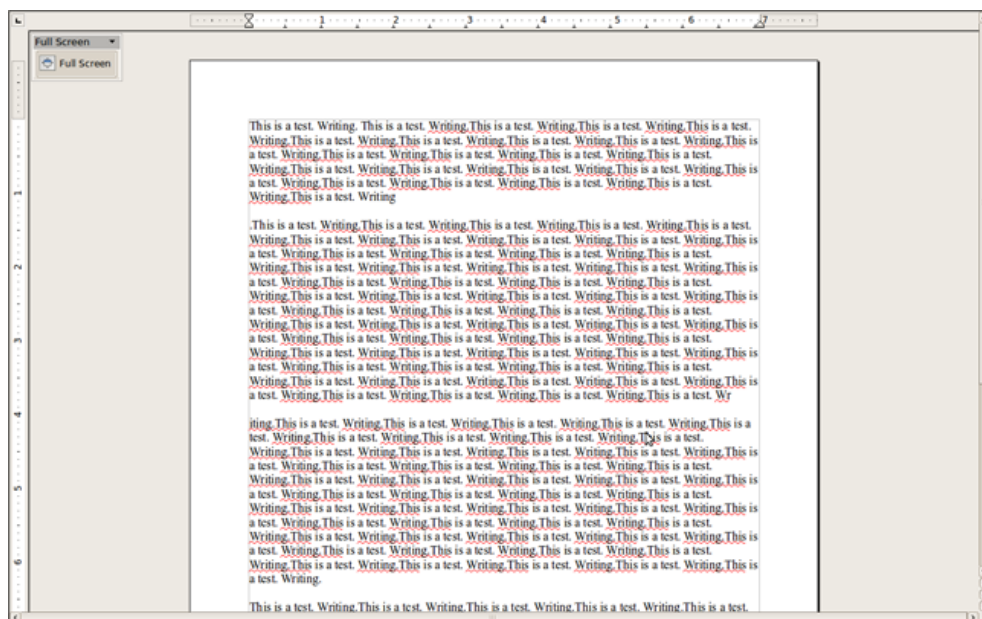 1 2 3 4 5 6 7
Full Screen
Full Screen
This is a test. Writing. This is a test. Writing.This is a test. Writing.This is a test. Writing.This is a test.
Writing.This is a test. Writing.This is a test. Writing.This is a test. Writing.This is a test. Writing.This is
a test. Writing.This is a test. Writing.This is a test. Writing.This is a test. Writing.This is a test.
Writing.This is a test. Writing.This is a test. Writing.This is a test. Writing.This is a test. Writing.This is
a test. Writing.This is a test. Writing.This is a test. Writing.This is a test. Writing.This is a test.
Writing.This is a test. Writing
.This is a test. Writing.This is a test. Writing.This is a test. Writing.This is a test. Writing.This is a test.
Writing.This is a test. Writing.This is a test. Writing.This is a test. Writing.This is a test. Writing.This is
a test. Writing.This is a test. Writing.This is a test. Writing.This is a test. Writing.This is a test.
Writing.This is a test. Writing.This is a test. Writing.This is a test. Writing.This is a test. Writing.This is
a test. Writing.This is a test. Writing.This is a test. Writing.This is a test. Writing.This is a test.
Writing.This is a test. Writing.This is a test. Writing.This is a test. Writing.This is a test. Writing.This is
a test. Writing.This is a test. Writing.This is a test. Writing.This is a test. Writing.This is a test.
Writing.This is a test. Writing.This is a test. Writing.This is a test. Writing.This is a test. Writing.This is
a test. Writing.This is a test. Writing.This is a test. Writing.This is a test. Writing.This is a test.
Writing.This is a test. Writing.This is a test. Writing.This is a test. Writing.This is a test. Writing.This is
a test. Writing.This is a test. Writing.This is a test. Writing.This is a test. Writing.This is a test.
Writing.This is a test. Writing.This is a test. Writing.This is a test. Writing.This is a test. Writing.This is
a test. Writing.This is a test. Writing.This is a test. Writing.This is a test. Writing.This is a test. Wr
iting.This is a test. Writing.This is a test. Writing.This is a test. Writing.This is a test. Writing.This is a
test. Writing.This is a test. Writing.This is a test. Writing.This is a test. Writing.This is a test.
Writing.This is a test. Writing.This is a test. Writing.This is a test. Writing.This is a test. Writing.This is
a test. Writing.This is a test. Writing.This is a test. Writing.This is a test. Writing.This is a test.
Writing.This is a test. Writing.This is a test. Writing.This is a test. Writing.This is a test. Writing.This is
a test. Writing.This is a test. Writing.This is a test. Writing.This is a test. Writing.This is a test.
Writing.This is a test. Writing.This is a test. Writing.This is a test. Writing.This is a test. Writing.This is
a test. Writing.This is a test. Writing.This is a test. Writing.This is a test. Writing.This is a test.
Writing.This is a test. Writing.This is a test. Writing.This is a test. Writing.This is a test. Writing.This is
a test. Writing.This is a test. Writing.This is a test. Writing.This is a test. Writing.This is a test.
Writing.This is a test. Writing.This is a test. Writing.This is a test. Writing.This is a test. Writing.This is
a test. Writing.
This is a test. Writing.This is a test. Writing.This is a test. Writing.This is a test. Writing.This is a test.
1
2
3
4
5
6